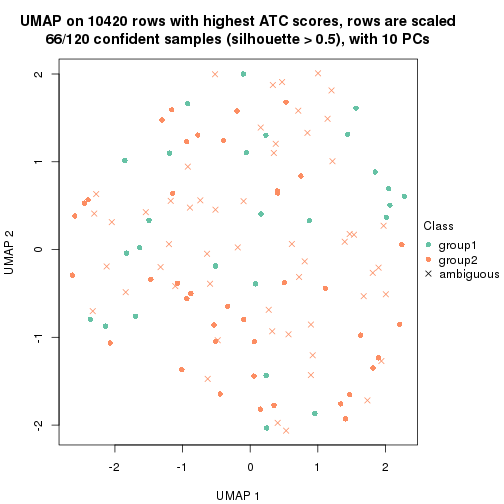 UMAP on 10420 rows with highest ATC scores, rows are scaled
66/120 confident samples (silhouette > 0.5), with 10 PCs
2
1
0
-1
-2
UMAP 2
-2
-1
0
1
2
UMAP 1
Class
group1
group2
ambiguous